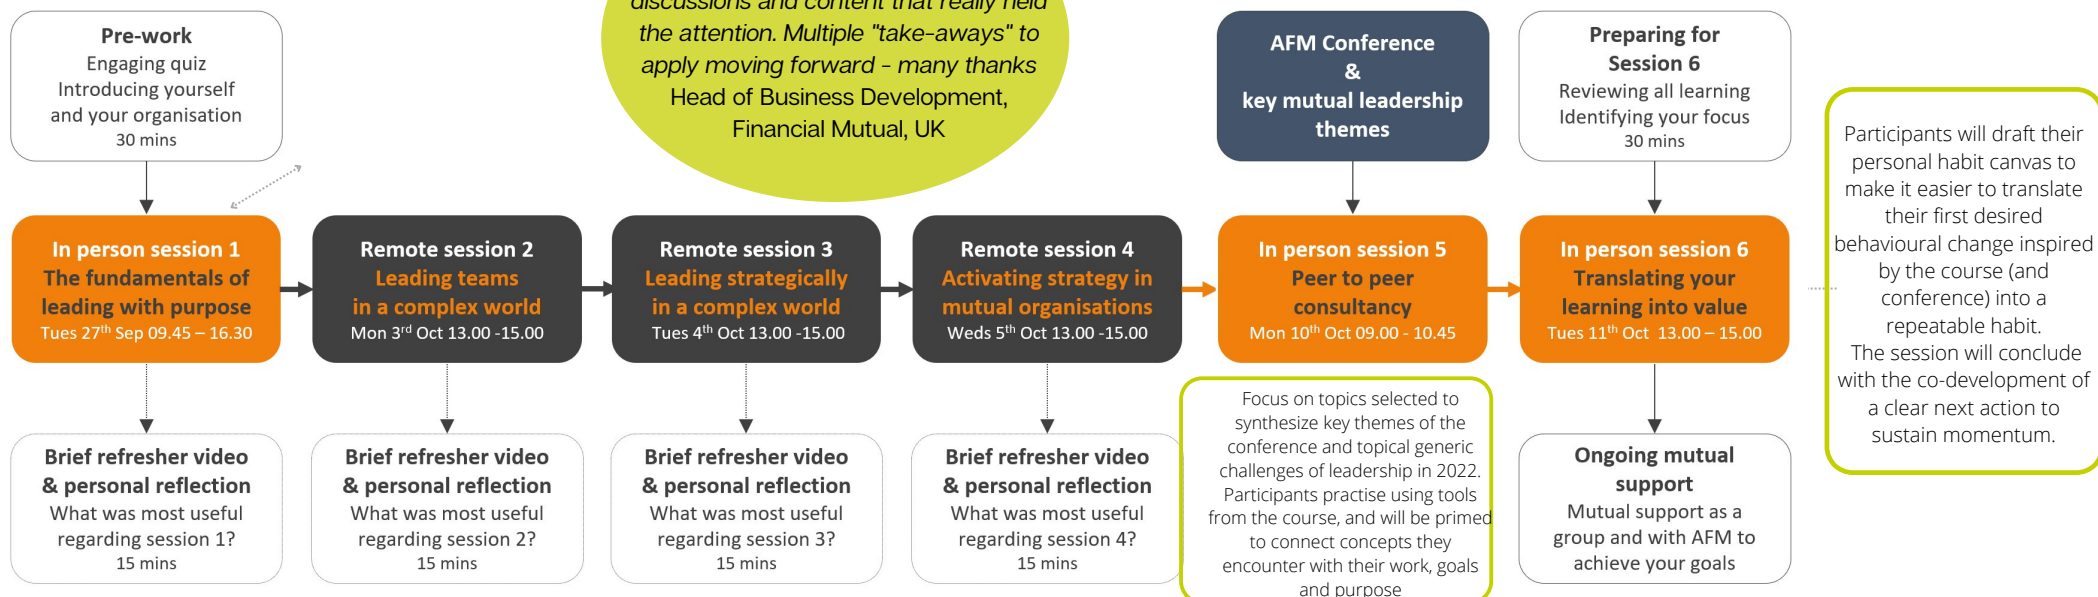 Pre-work
Engaging quiz
Introducing yourself
and your organisation
30 mins
discussions and content that really held
the attention. Multiple "take-aways" to
apply moving forward - many thanks
Head of Business Development,
Financial Mutual, UK
AFM Conference
&
key mutual leadership
themes
Preparing for
Session 6
Reviewing all learning
Identifying your focus
30 mins
In person session 1
The fundamentals of
leading with purpose
Tues 27th Sep 09.45 – 16.30
Remote session 2
Leading teams
in a complex world
Mon 3rd Oct 13.00 -15.00
Remote session 3
Leading strategically
in a complex world
Tues 4th Oct 13.00 -15.00
Remote session 4
Activating strategy in
mutual organisations
Weds 5th Oct 13.00 -15.00
In person session 5
Peer to peer
consultancy
Mon 10th Oct 09.00 - 10.45
In person session 6
Translating your
learning into value
Tues 11th Oct 13.00 – 15.00
Participants will draft their
personal habit canvas to
make it easier to translate
their first desired
behavioural change inspired
by the course (and
conference) into a
repeatable habit.
The session will conclude
with the co-development of
a clear next action to
sustain momentum.
Brief refresher video
& personal reflection
What was most useful
regarding session 1?
15 mins
Brief refresher video
& personal reflection
What was most useful
regarding session 2?
15 mins
Brief refresher video
& personal reflection
What was most useful
regarding session 3?
15 mins
Brief refresher video
& personal reflection
What was most useful
regarding session 4?
15 mins
Focus on topics selected to
synthesize key themes of the
conference and topical generic
challenges of leadership in 2022.
Participants practise using tools
from the course, and will be primed
to connect concepts they
encounter with their work, goals
and purpose
Ongoing mutual
support
Mutual support as a
group and with AFM to
achieve your goals